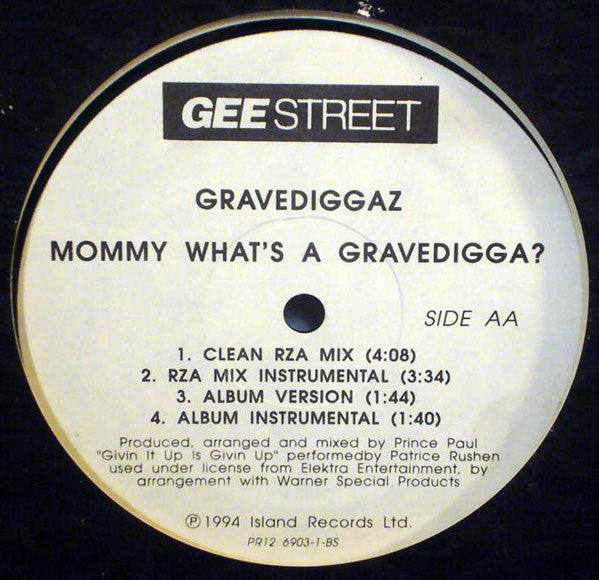 GEE STREET
GRAVEDIGGAZ
MOMMY WHAT'S A GRAVEDIGGA?
SIDE AA
1. CLEAN RZA MIX (4:08)
2. RZA MIX INSTRUMENTAL (3:34)
3. ALBUM VERSION (1:44)
4. ALBUM INSTRUMENTAL (1:40)
Produced, arranged and mixed by Prince Paul
"Givin It Up Is Givin Up" performedby Patrice Rushen
used under license from Elektra Entertainment, by
arrangement with Warner Special Products
℗1994 Island Records Ltd.
PR12 6903-1-BS